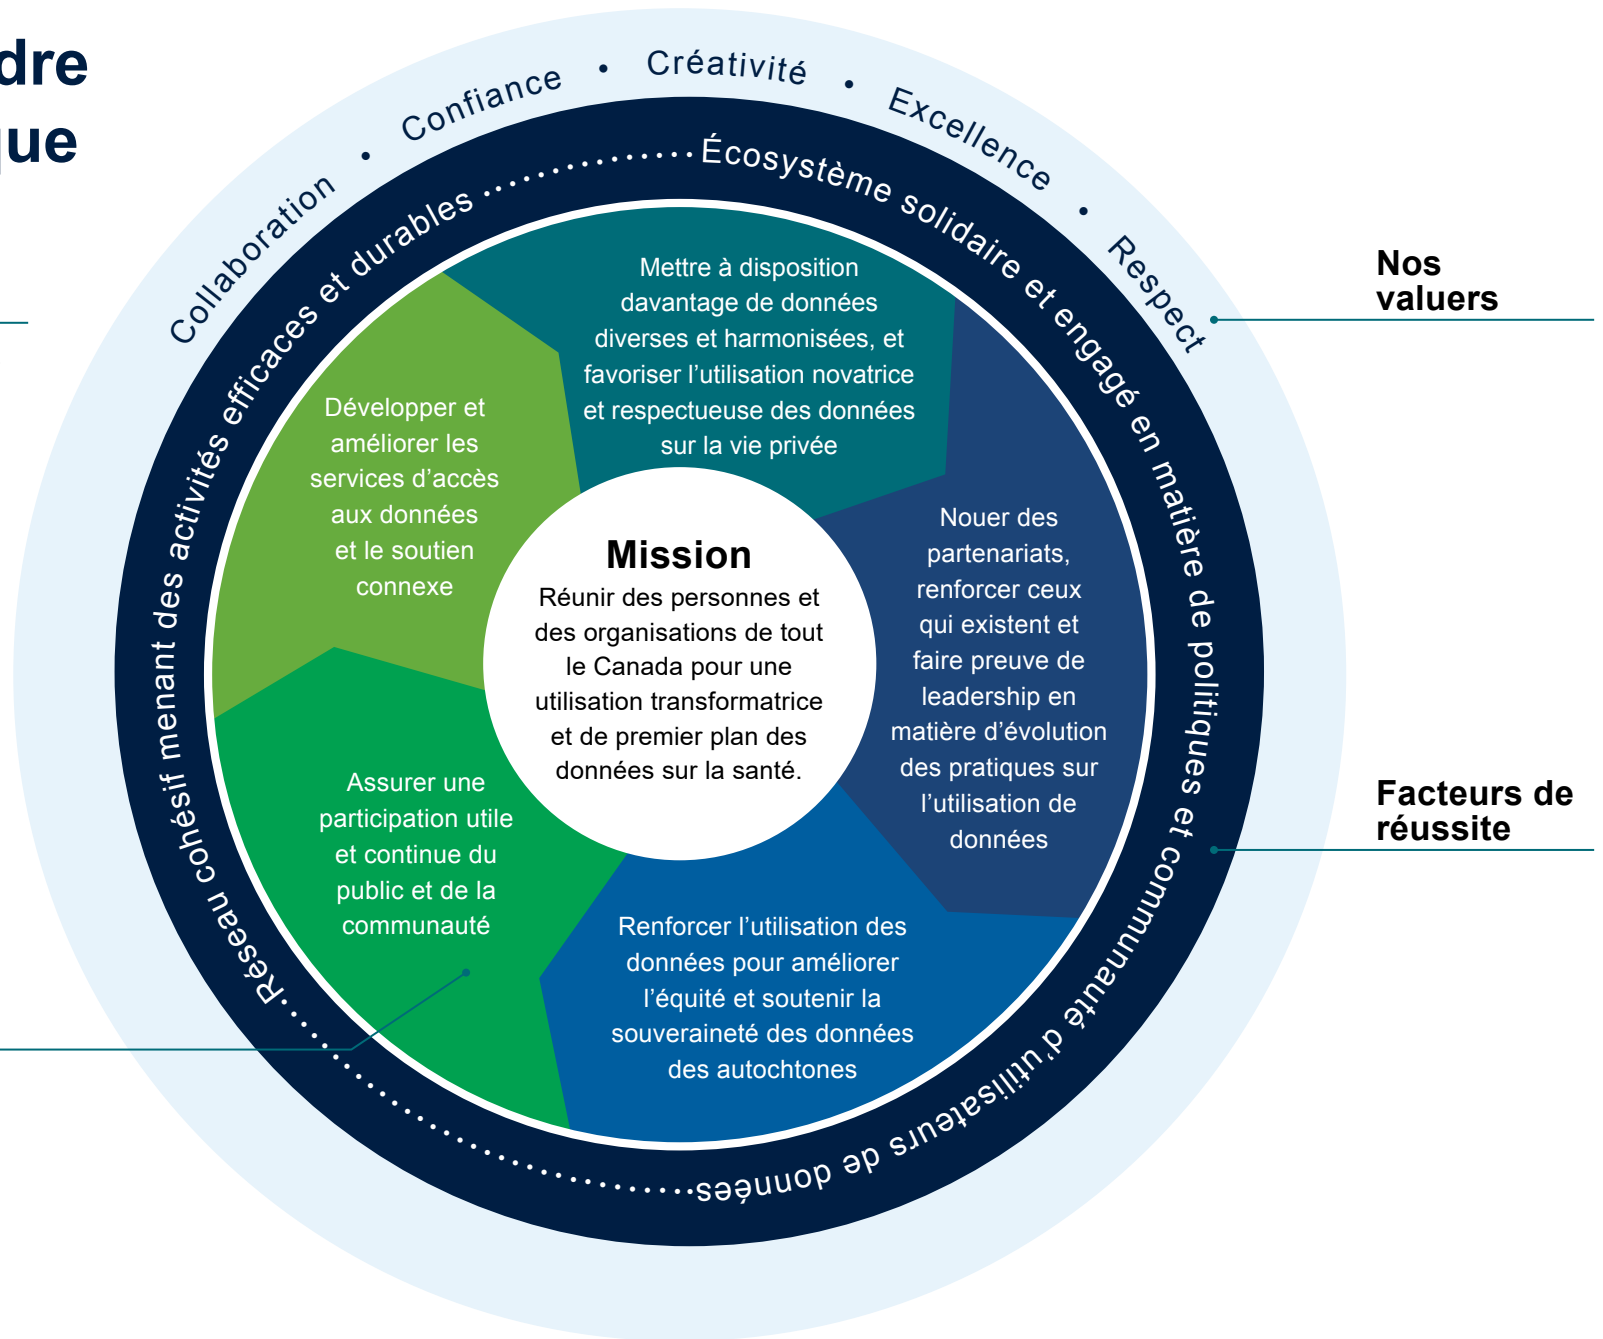 dre
que
Collaboration • Confiance • Créativité • Excellence • Respect
Réseau cohésif menant des activités efficaces et durables
Écosystème solidaire et engagé en matière de politiques et communauté d'utilisateurs de données
Nos
valuers
Mettre à disposition
davantage de données
diverses et harmonisées, et
favoriser l’utilisation novatrice
et respectueuse des données
sur la vie privée
Développer et
améliorer les
services d’accès
aux données
et le soutien
connexe
Nouer des
partenariats,
renforcer ceux
qui existent et
faire preuve de
leadership en
matière d’évolution
des pratiques sur
l’utilisation de
données
Mission
Réunir des personnes et
des organisations de tout
le Canada pour une
utilisation transformatrice
et de premier plan des
données sur la santé.
Facteurs de
réussite
Assurer une
participation utile
et continue du
public et de la
communauté
Renforcer l’utilisation des
données pour améliorer
l’équité et soutenir la
souveraineté des données
des autochtones